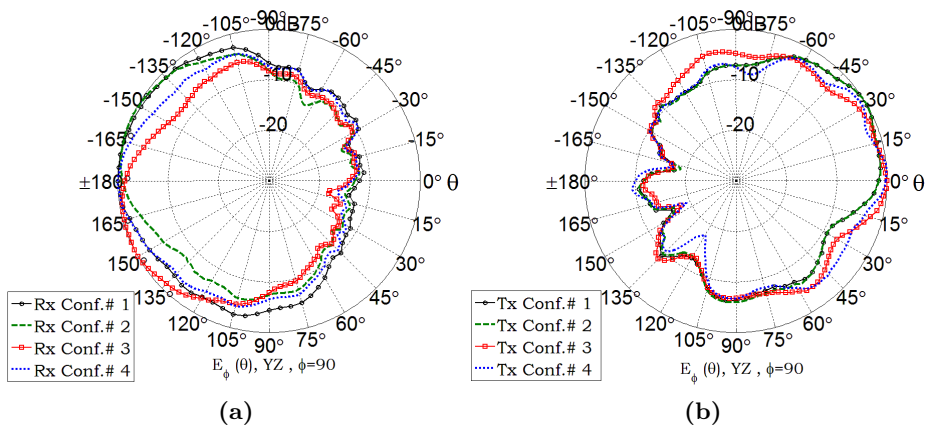 -90°
-105° 0dB -75°
-120° -60°
-135° -45°
-10
-150° -30°
-20
-165° -15°
±180 0° θ
165° 15°
150° 30°
135° 45°
120° 60°
105° 75°
90°
Rx Conf.# 1
Rx Conf.# 2
Rx Conf.# 3
Rx Conf.# 4
E_ϕ (θ), YZ , ϕ=90
(a)
-90°
-105° 0dB -75°
-120° -60°
-135° -45°
-10
-150° -30°
-20
-165° -15°
±180° 0° θ
165° 15°
150° 30°
135° 45°
120° 60°
105° 75°
90°
Tx Conf.# 1
Tx Conf.# 2
Tx Conf.# 3
Tx Conf.# 4
E_ϕ (θ), YZ , ϕ=90
(b)